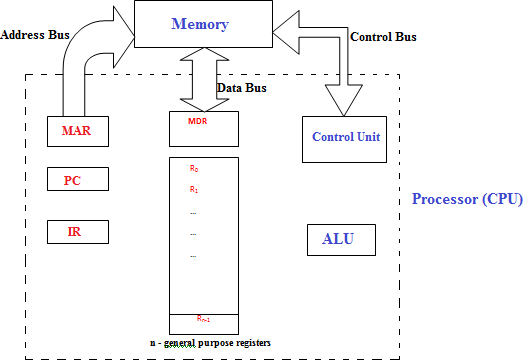 Memory
Address Bus
Control Bus
Data Bus
MAR
MDR
Control Unit
PC
R0
R1
...
...
...
Processor (CPU)
IR
ALU
Rn-1
n - general purpose registers